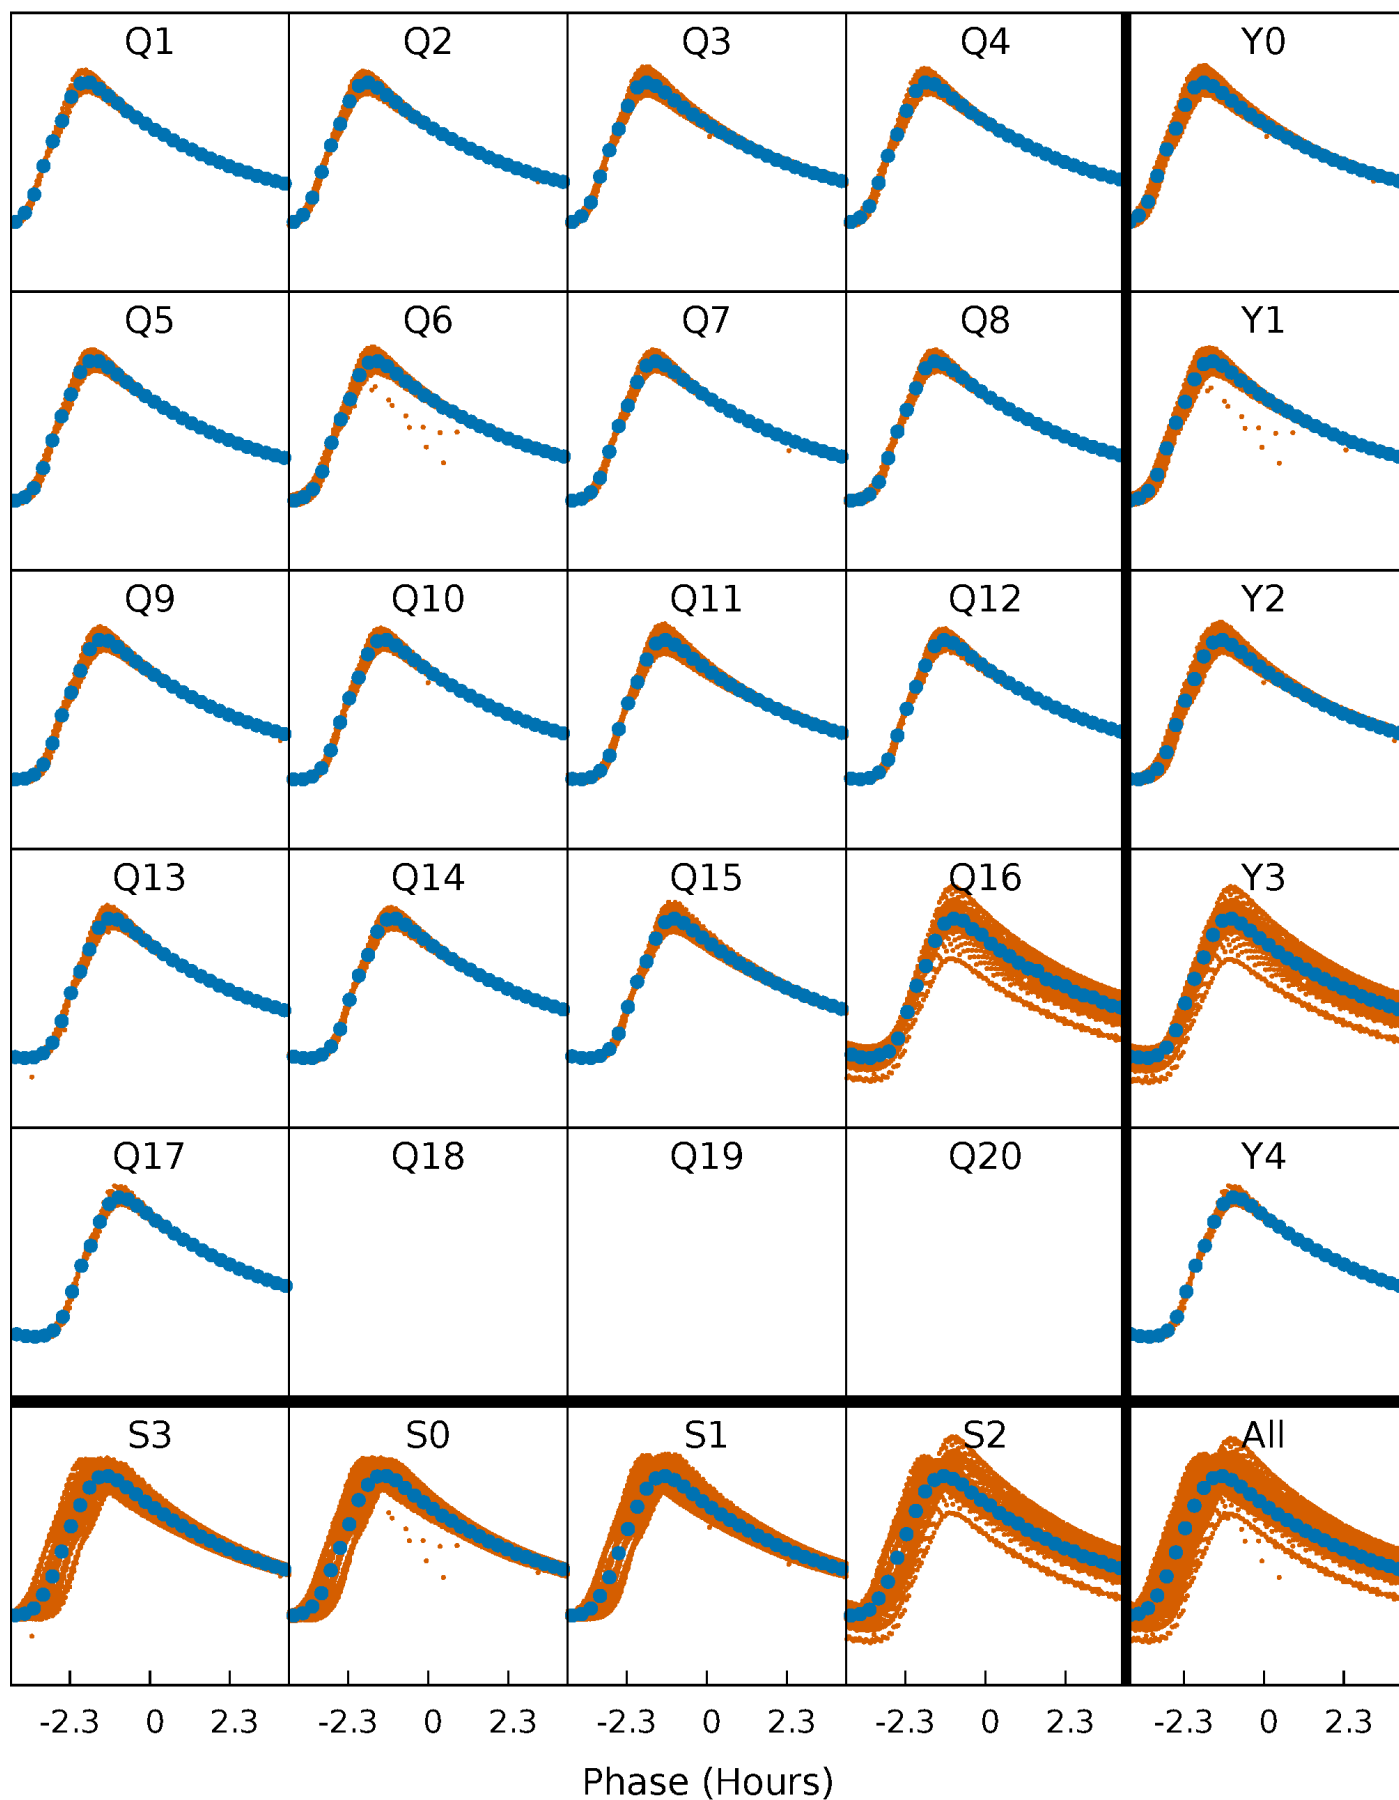 Q1 Q2 Q3 Q4 Y0
Q5 Q6 Q7 Q8 Y1
Q9 Q10 Q11 Q12 Y2
Q13 Q14 Q15 Q16 Y3
Q17 Q18 Q19 Q20 Y4
S3 S0 S1 S2 All
-2.3 0 2.3 -2.3 0 2.3 -2.3 0 2.3 -2.3 0 2.3 -2.3 0 2.3
Phase (Hours)